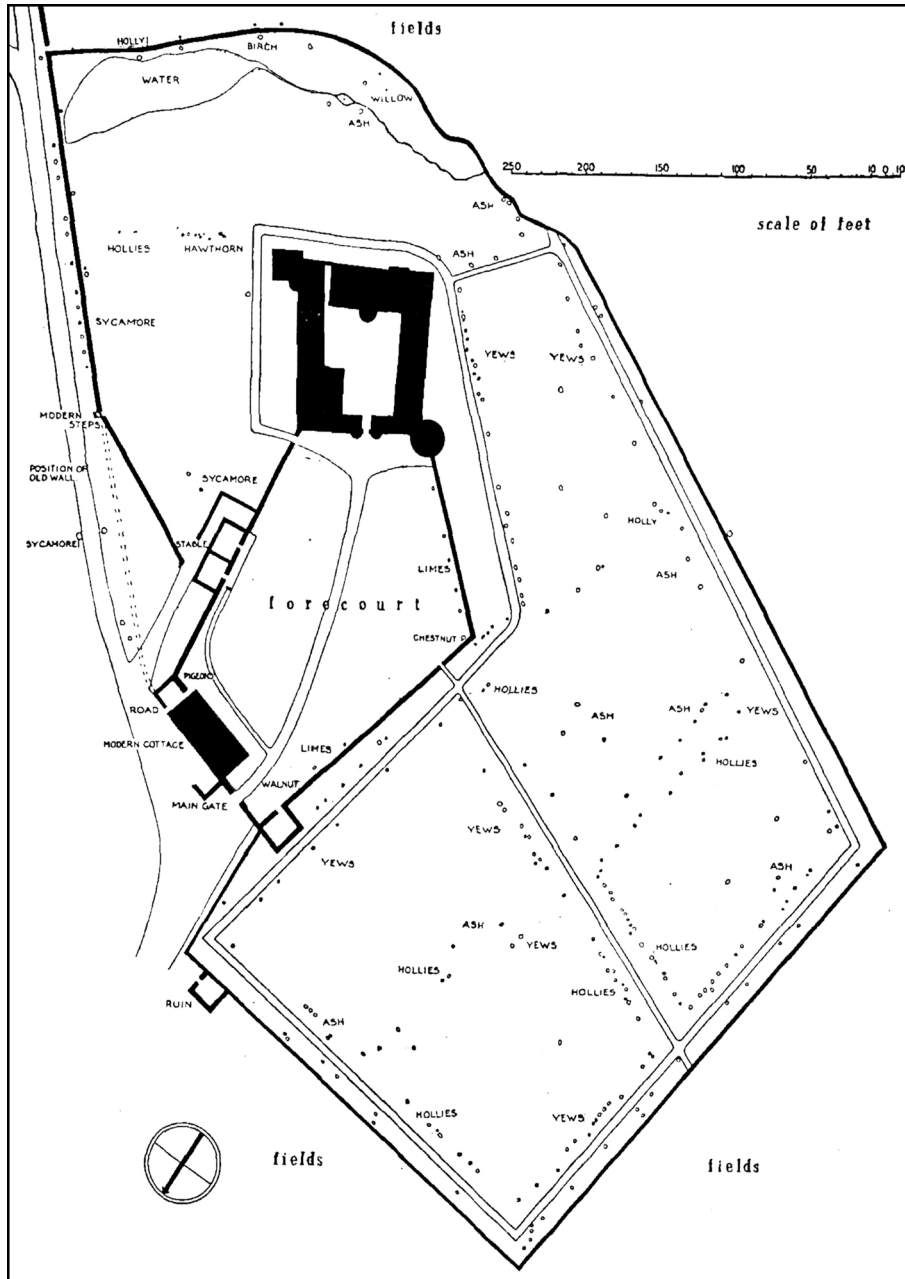 fields
HOLLY
BIRCH
WATER
WILLOW
ASH
250 200 150 100 50 10 0 10
scale of feet
ASH
HOLLIES HAWTHORN
ASH
SYCAMORE
YEWS YEWS
MODERN
STEPS
POSITION OF
OLD WALL
SYCAMORE
HOLLY
SYCAMORE
STABLE
LIMES
ASH
forecourt
CHESTNUT
PIGEONS
HOLLIES
ROAD
ASH
ASH
YEWS
MODERN COTTAGE
LIMES
HOLLIES
WALNUT
MAIN GATE
YEWS
YEWS
ASH
ASH
YEWS
HOLLIES
HOLLIES
HOLLIES
RUIN
ASH
HOLLIES
YEWS
fields
fields